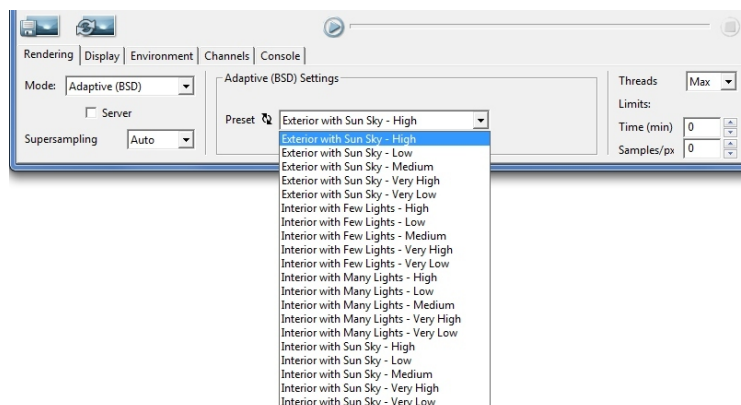 Rendering Display Environment Channels Console
Mode: Adaptive (BSD)
Server
Supersampling Auto
Adaptive (BSD) Settings
Preset Exterior with Sun Sky - High
Exterior with Sun Sky - High
Exterior with Sun Sky - Low
Exterior with Sun Sky - Medium
Exterior with Sun Sky - Very High
Exterior with Sun Sky - Very Low
Interior with Few Lights - High
Interior with Few Lights - Low
Interior with Few Lights - Medium
Interior with Few Lights - Very High
Interior with Few Lights - Very Low
Interior with Many Lights - High
Interior with Many Lights - Low
Interior with Many Lights - Medium
Interior with Many Lights - Very High
Interior with Many Lights - Very Low
Interior with Sun Sky - High
Interior with Sun Sky - Low
Interior with Sun Sky - Medium
Interior with Sun Sky - Very High
Interior with Sun Sky - Very Low
Threads Max
Limits:
Time (min) 0
Samples/px 0